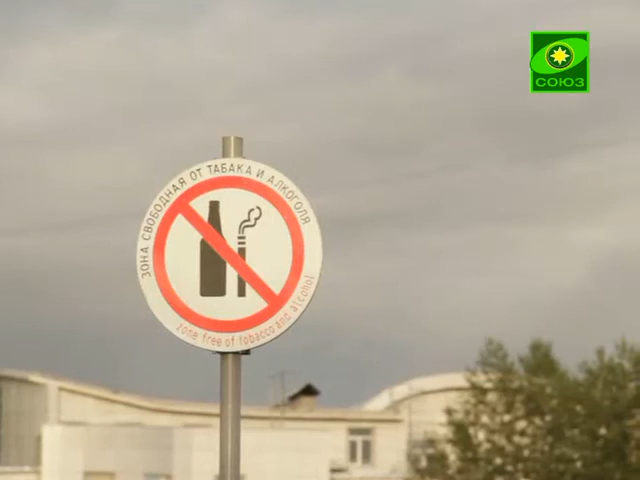 СОЮЗ
ЗОНА СВОБОДНАЯ ОТ ТАБАКА И АЛКОГОЛЯ
zone free of tobacco and alcohol